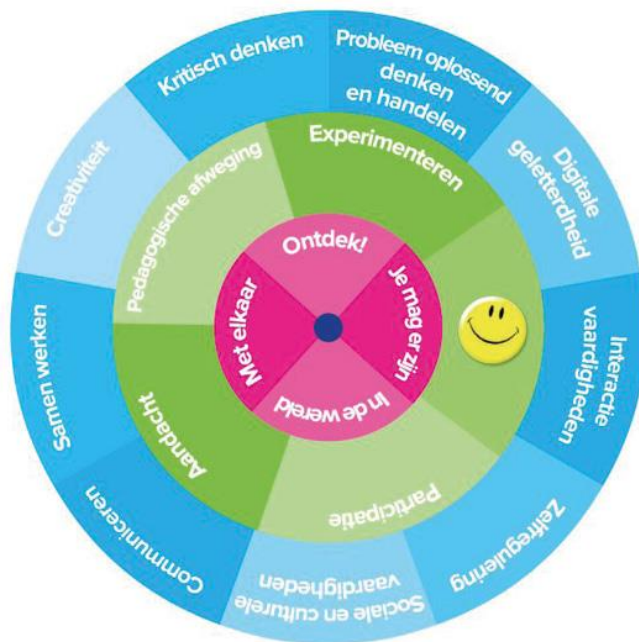 Kritisch denken
Probleem oplossend
denken
en handelen
Digitale
geletterdheid
Interactie
vaardigheden
Zelfregulering
Sociale en culturele
vaardigheden
Communiceren
Samen werken
Creativiteit
Pedagogische afweging
Experimenteren
Participatie
Aandacht
Ontdek!
Je mag er zijn
In de wereld
Met elkaar